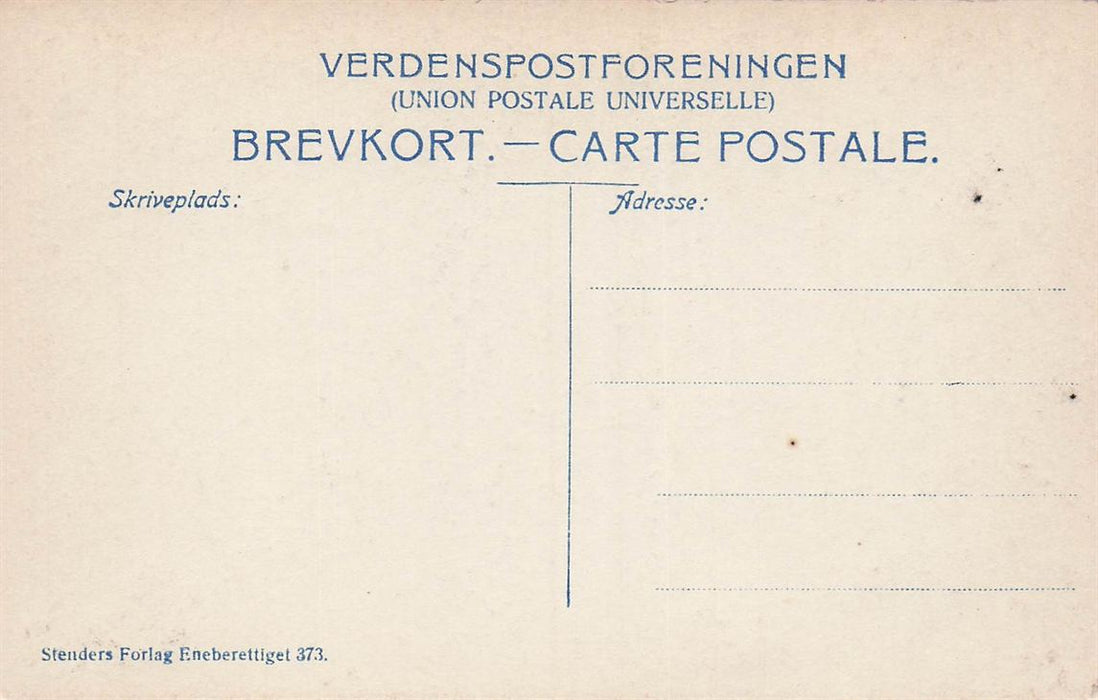 VERDENSPOSTFORENINGEN
(UNION POSTALE UNIVERSELLE)
BREVKORT. — CARTE POSTALE.
Skriveplads:
Adresse:
Stenders Forlag Eneberettiget 373.